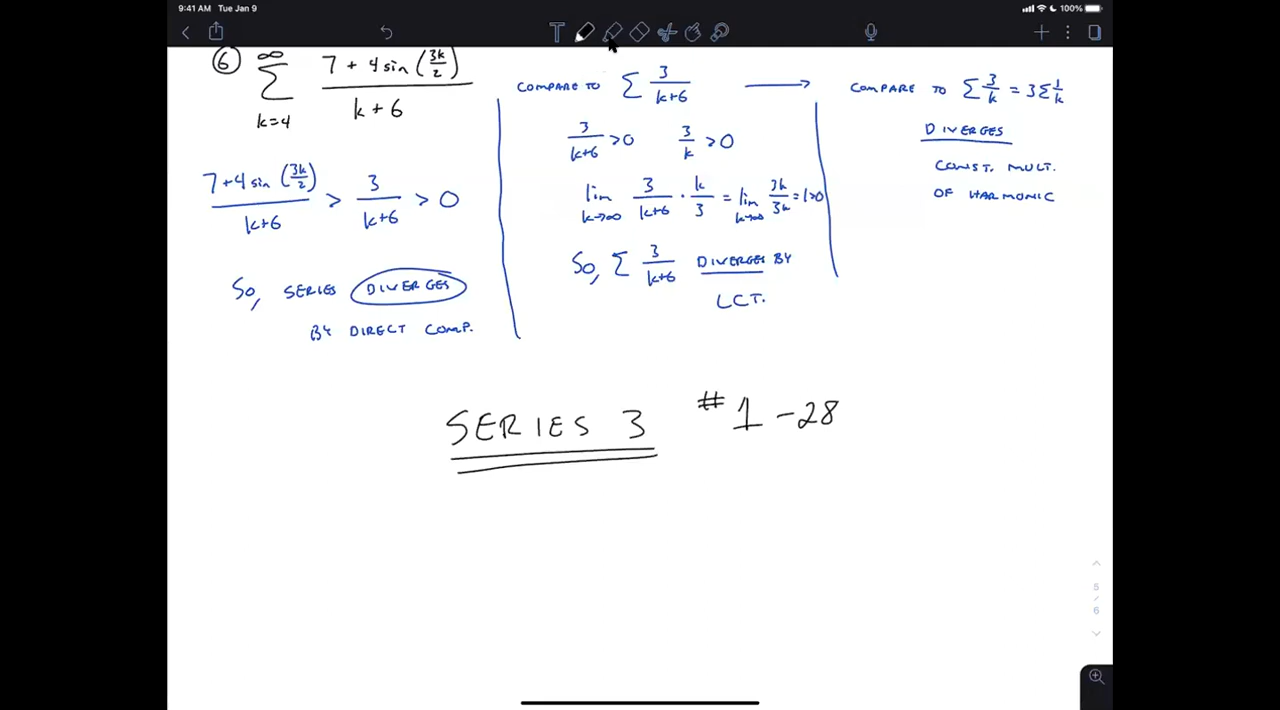 9:41 AM Tue Jan 9
100%
⑥ ∞ ∑ k=4 7 + 4 sin (3k/2) / k + 6
7+4 sin (3k/2) / k+6 > 3 / k+6 > 0
So, SERIES DIVERGES
BY DIRECT COMP.
COMPARE TO ∑ 3/k+6 →
3/k+6 > 0 3/k > 0
lim k→∞ 3/k+6 · k/3 = lim k→∞ 3k/3k = 1 > 0
So, ∑ 3/k+6 DIVERGES BY
LCT.
COMPARE TO ∑ 3/k = 3∑ 1/k
DIVERGES
CONST. MULT.
OF HARMONIC
SERIES 3 # 1 - 28
5
/
6